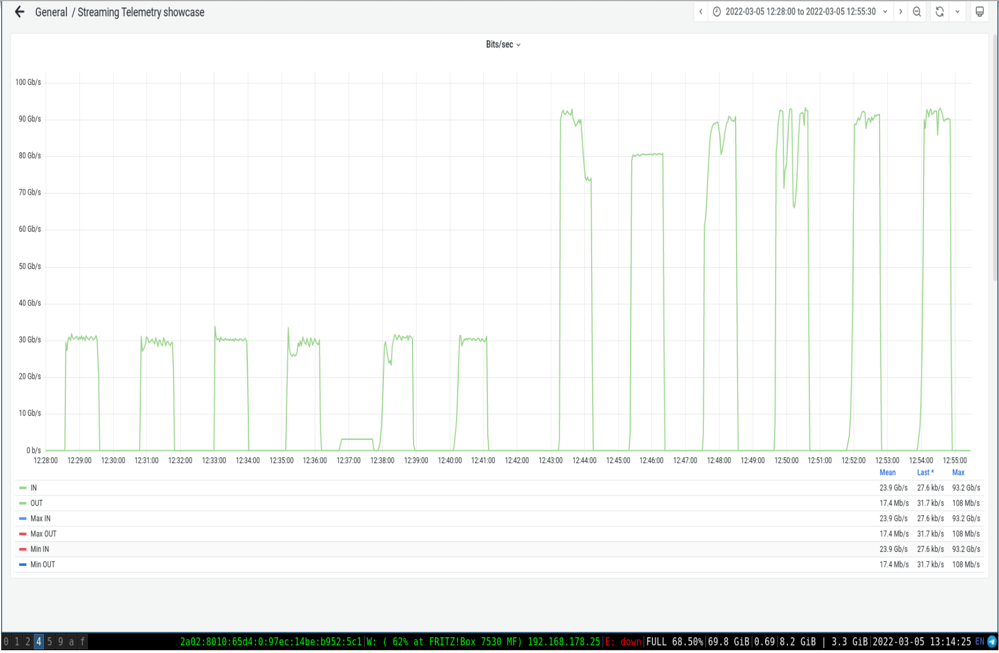 General / Streaming Telemetry showcase
2022-03-05 12:28:00 to 2022-03-05 12:55:30
Bits/sec
100 Gb/s
90 Gb/s
80 Gb/s
70 Gb/s
60 Gb/s
50 Gb/s
40 Gb/s
30 Gb/s
20 Gb/s
10 Gb/s
0 b/s
12:28:00 12:29:00 12:30:00 12:31:00 12:32:00 12:33:00 12:34:00 12:35:00 12:36:00 12:37:00 12:38:00 12:39:00 12:40:00 12:41:00 12:42:00 12:43:00 12:44:00 12:45:00 12:46:00 12:47:00 12:48:00 12:49:00 12:50:00 12:51:00 12:52:00 12:53:00 12:54:00 12:55:00
Mean Last * Max
IN 23.9 Gb/s 27.6 kb/s 93.2 Gb/s
OUT 17.4 Mb/s 31.7 kb/s 108 Mb/s
Max IN 23.9 Gb/s 27.6 kb/s 93.2 Gb/s
Max OUT 17.4 Mb/s 31.7 kb/s 108 Mb/s
Min IN 23.9 Gb/s 27.6 kb/s 93.2 Gb/s
Min OUT 17.4 Mb/s 31.7 kb/s 108 Mb/s
0 1 2 4 5 9 a f 2a02:8010:65d4:0:97ec:14be:b952:5c1|W: ( 62% at FRITZ!Box 7530 MF) 192.168.178.25|E: down|FULL 68.50%|69.8 GiB|0.69|8.2 GiB | 3.3 GiB|2022-03-05 13:14:25 EN